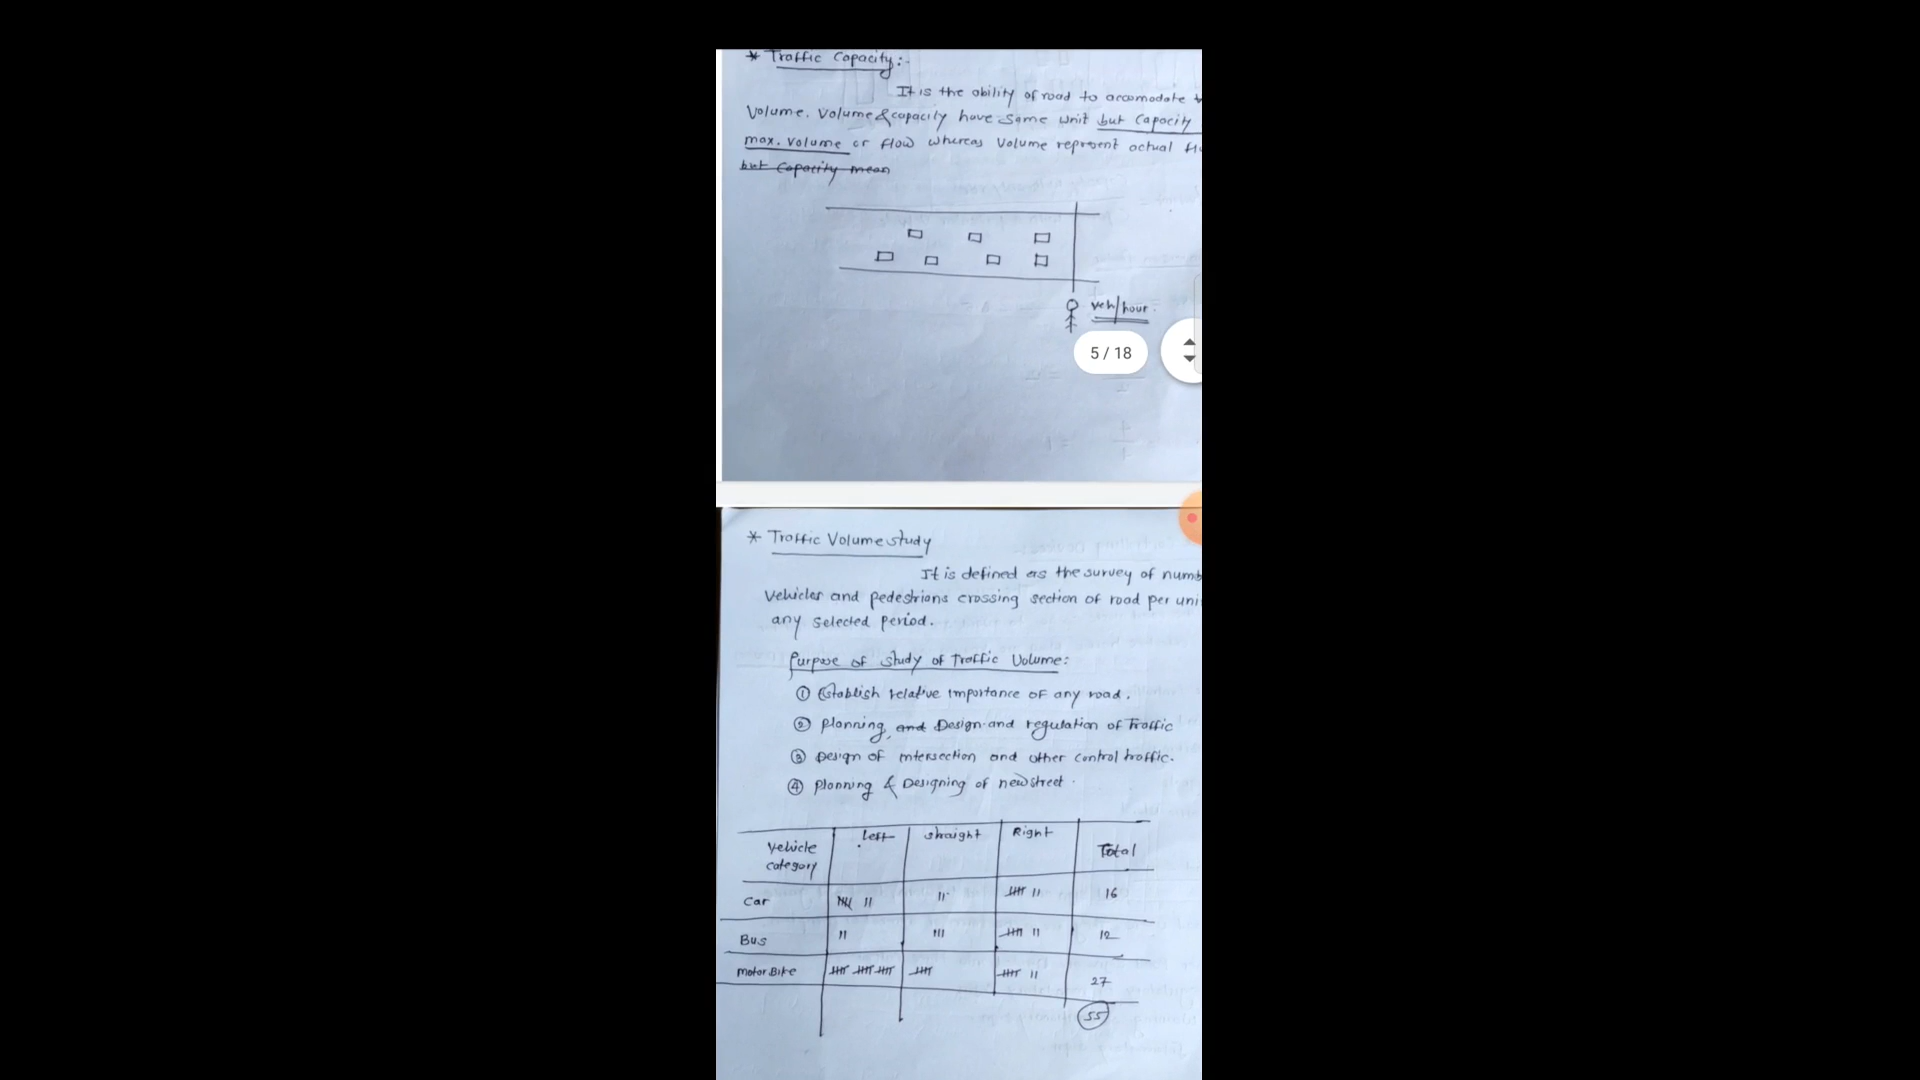 * Traffic Capacity:-
It is the ability of road to accomodate
Volume. Volume & capacity have same unit but Capacity
max. volume or flow whereas Volume represent actual
but Capacity mean
veh/hour.
5 / 18
* Traffic Volume study
It is defined as the survey of numb
Vehicles and pedestrians crossing section of road per uni
any selected period.
Purpose of study of Traffic Volume:
① Establish relative importance of any road.
② Planning, and Design and regulation of Traffic
③ Design of intersection and other control traffic.
④ Planning & Designing of new street.
Vehicle category left straight Right Total
Car 16
Bus 12
Motor Bike 27
55